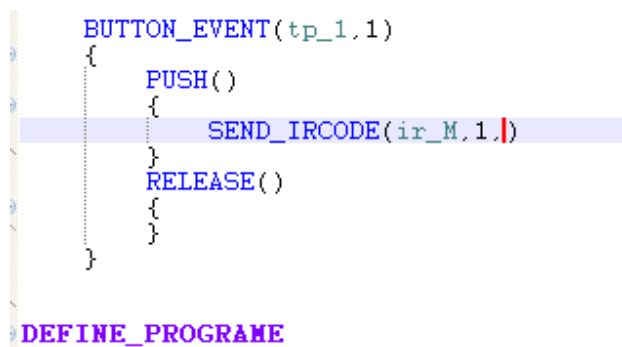 BUTTON_EVENT(tp_1,1)
{
PUSH()
{
SEND_IRCODE(ir_M,1,)
}
RELEASE()
{
}
}
DEFINE_PROGRAME